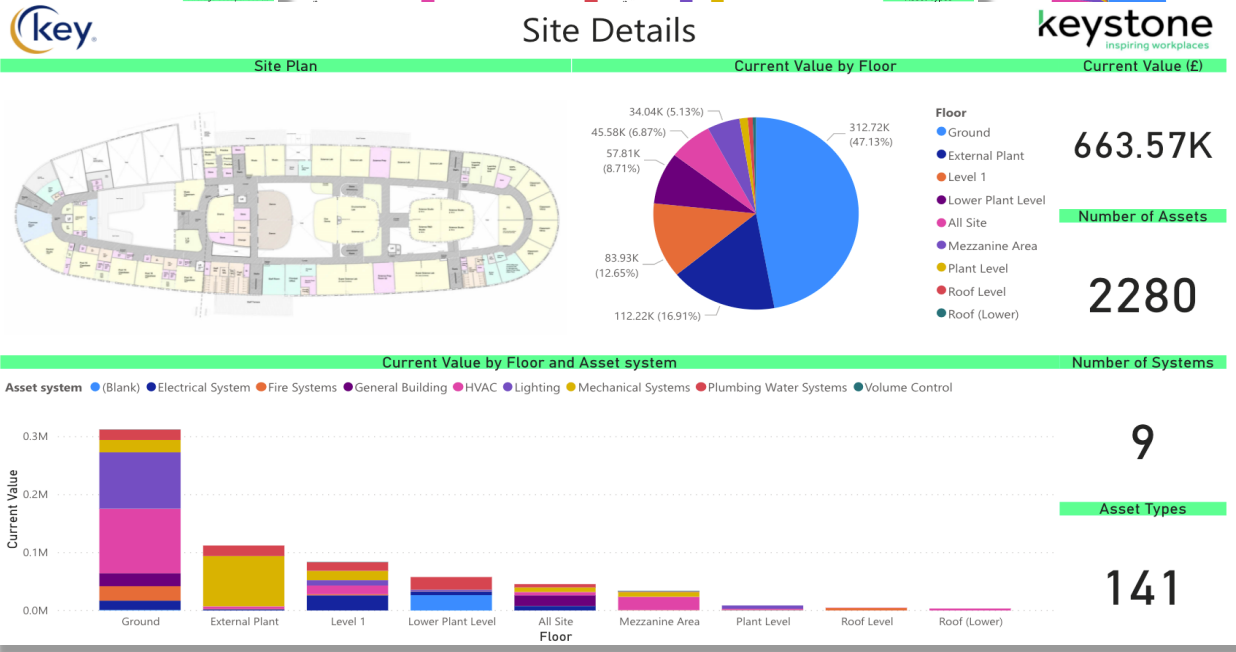 key
Site Details
keystone
inspiring workplaces
Site Plan
Current Value by Floor
Current Value (£)
34.04K (5.13%)
45.58K (6.87%)
57.81K
(8.71%)
83.93K
(12.65%)
112.22K (16.91%)
312.72K
(47.13%)
Floor
Ground
External Plant
Level 1
Lower Plant Level
All Site
Mezzanine Area
Plant Level
Roof Level
Roof (Lower)
663.57K
Number of Assets
2280
Current Value by Floor and Asset system
Number of Systems
Asset system (Blank) Electrical System Fire Systems General Building HVAC Lighting Mechanical Systems Plumbing Water Systems Volume Control
9
Asset Types
141
Current Value
0.3M
0.2M
0.1M
0.0M
Ground External Plant Level 1 Lower Plant Level All Site Mezzanine Area Plant Level Roof Level Roof (Lower)
Floor